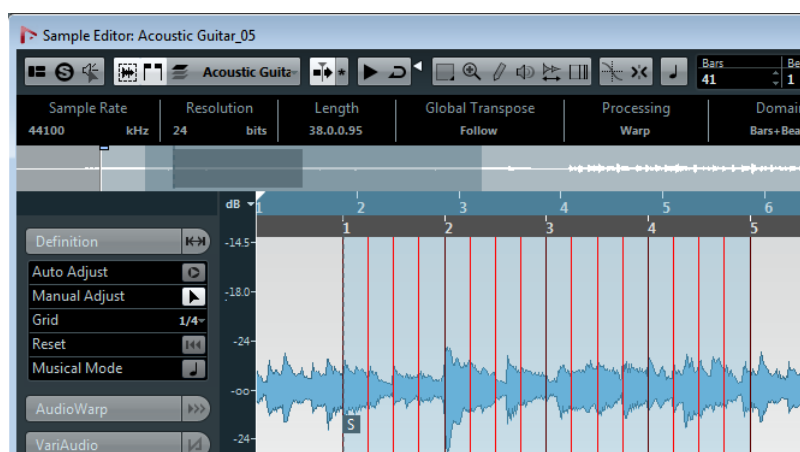 Sample Editor: Acoustic Guitar_05
Acoustic Guita
Bars
41
1
Sample Rate Resolution Length Global Transpose Processing
44100 kHz 24 bits 38.0.0.95 Follow Warp Bars+Bea
dB 1 2 3 4 5 6
1 2 3 4 5
Definition
-14.5
Auto Adjust
Manual Adjust
-18.0
Grid 1/4
Reset
-24
Musical Mode
-oo
AudioWarp
VariAudio
-24
S